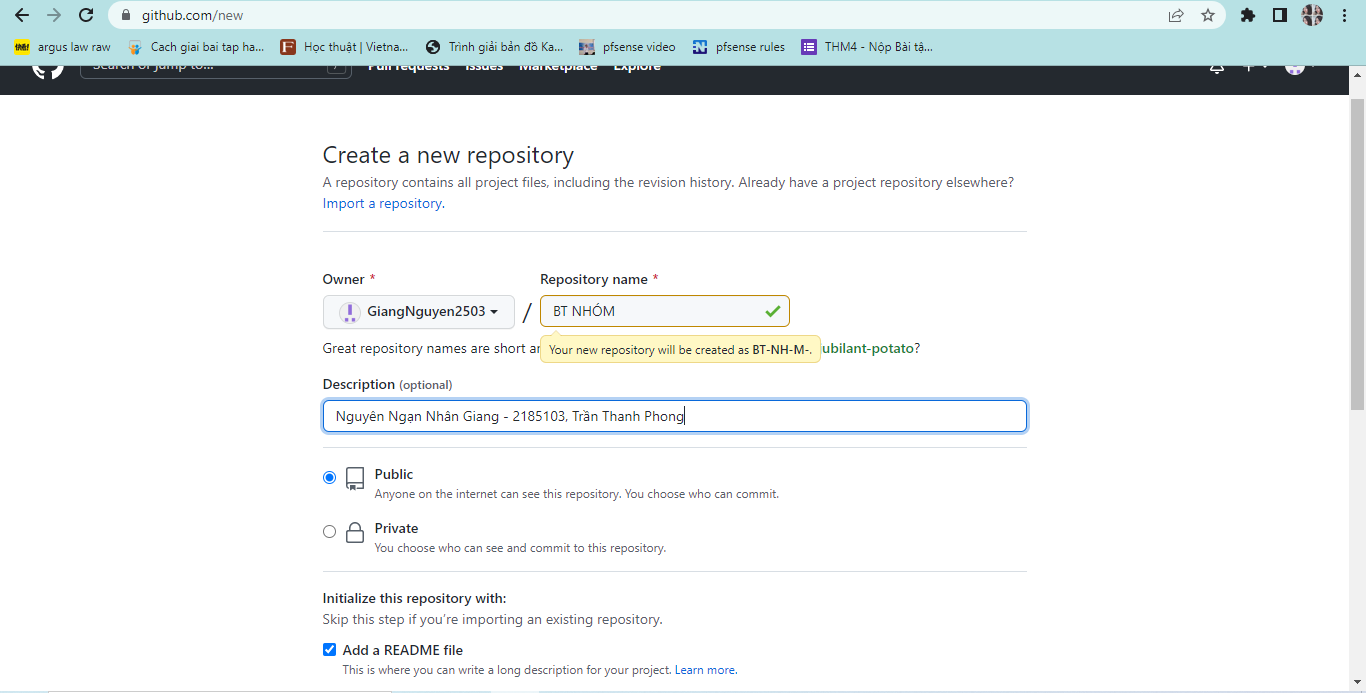 github.com/new
argus law raw
Cach giai bai tap ha...
Học thuật | Vietna...
Trình giải bản đồ Ka...
pfsense video
pfsense rules
THM4 - Nộp Bài tậ...
Search or jump to...
/
Pull requests Issues Marketplace Explore
Create a new repository
A repository contains all project files, including the revision history. Already have a project repository elsewhere?
Import a repository.
Owner * Repository name *
GiangNguyen2503 / BT NHÓM
Great repository names are short an
ubilant-potato?
Your new repository will be created as BT-NH-M-.
Description (optional)
Nguyên Ngạn Nhân Giang - 2185103, Trần Thanh Phong
Public
Anyone on the internet can see this repository. You choose who can commit.
Private
You choose who can see and commit to this repository.
Initialize this repository with:
Skip this step if you’re importing an existing repository.
Add a README file
This is where you can write a long description for your project. Learn more.